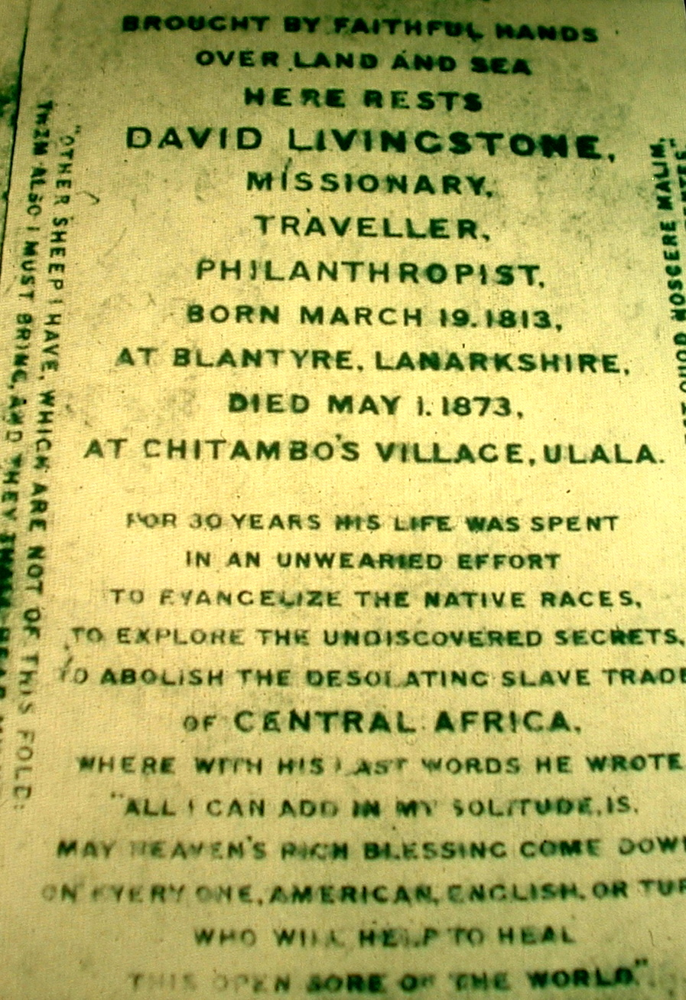 BROUGHT BY FAITHFUL HANDS
OVER LAND AND SEA
HERE RESTS
DAVID LIVINGSTONE,
MISSIONARY,
TRAVELLER,
PHILANTHROPIST,
BORN MARCH 19. 1813,
AT BLANTYRE, LANARKSHIRE,
DIED MAY 1. 1873,
AT CHITAMBO'S VILLAGE, ULALA.
FOR 30 YEARS HIS LIFE WAS SPENT
IN AN UNWEARIED EFFORT
TO EVANGELIZE THE NATIVE RACES,
TO EXPLORE THE UNDISCOVERED SECRETS,
TO ABOLISH THE DESOLATING SLAVE TRADE
OF CENTRAL AFRICA,
WHERE WITH HIS LAST WORDS HE WROTE
"ALL I CAN ADD IN MY SOLITUDE, IS,
MAY HEAVEN'S RICH BLESSING COME DOW
ON EVERY ONE, AMERICAN, ENGLISH, OR TU
WHO WILL HELP TO HEAL
THIS OPEN SORE OF THE WORLD".
"OTHER SHEEP I HAVE, WHICH ARE NOT OF THIS FOLD:
THEM ALSO I MUST BRING, AND THEY SHALL HEAR
QUOD NOSCERE MALIM,